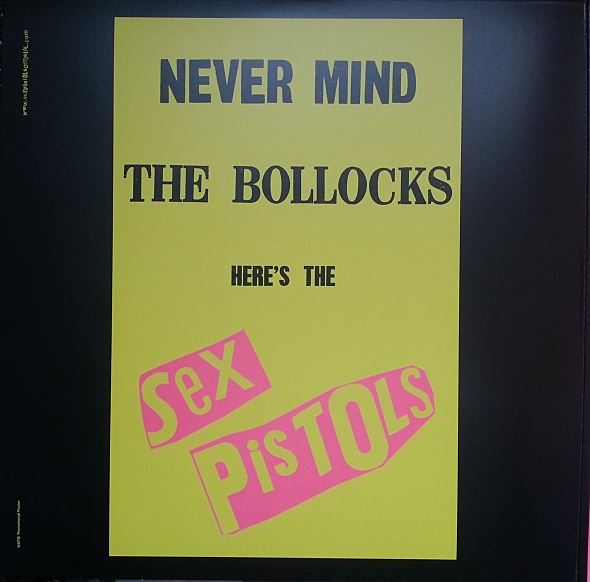 NEVER MIND
THE BOLLOCKS
HERE'S THE
Sex
PiSTOLS